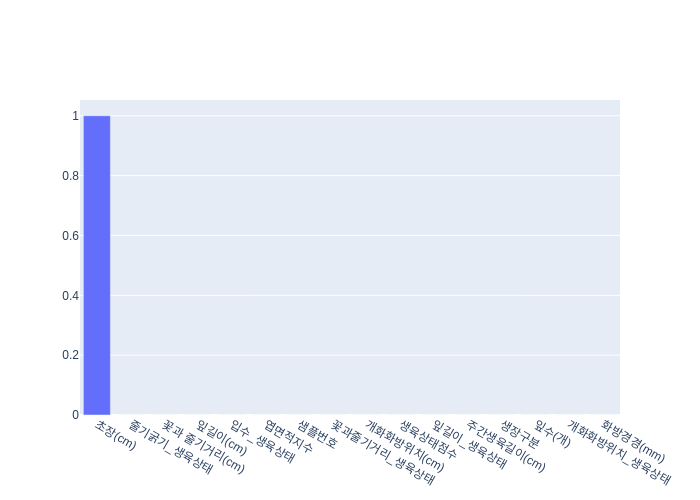 1
0.8
0.6
0.4
0.2
0
초장(cm)
줄기굵기_ 생육상태
꽃과 줄기거리(cm)
잎길이(cm)
입수_ 생육상태
엽면적지수
샘플번호
꽃과줄기거리_ 생육상태
개화화방위치(cm)
생육상태점수
잎길이_ 생육상태
주간생육길이(cm)
생장구분
잎수(개)
개화화방위치_ 생육상태
화방경경(mm)